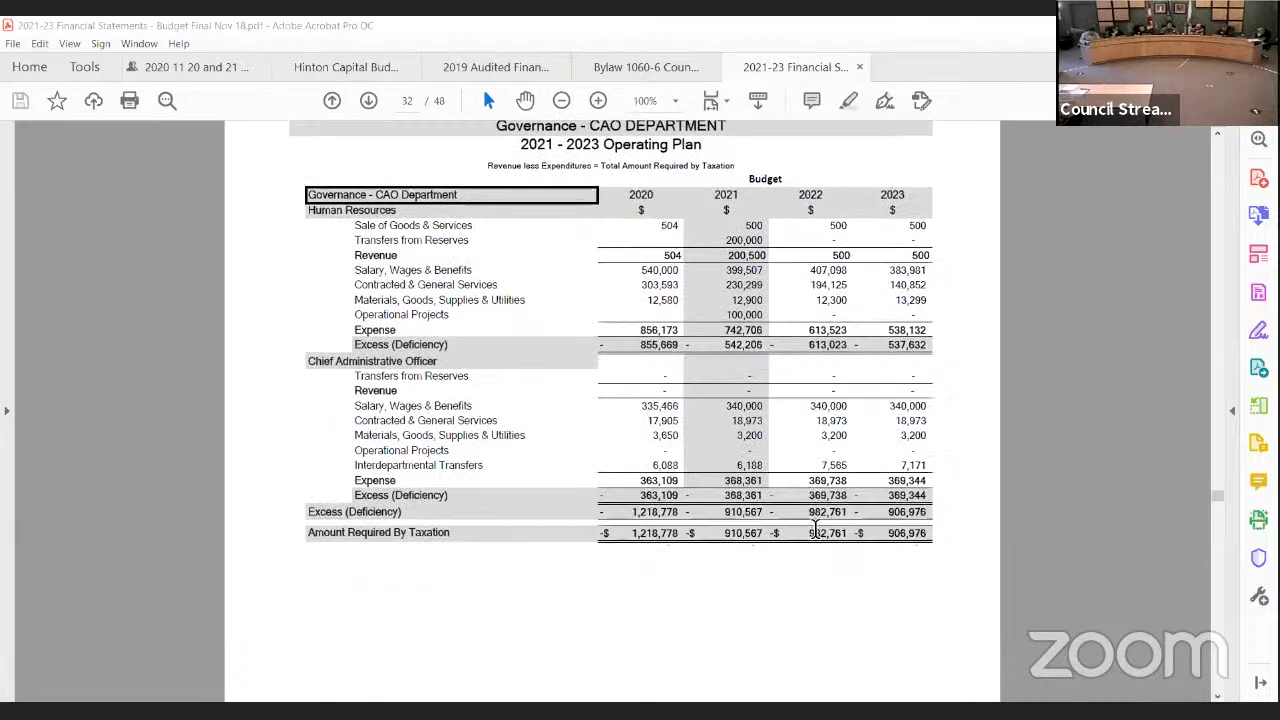 2021-23 Financial Statements - Budget Final Nov 18.pdf - Adobe Acrobat Pro DC
File Edit View Sign Window Help
Home Tools 2020 11 20 and 21 ... Hinton Capital Bud... 2019 Audited Finan... Bylaw 1060-6 Coun... 2021-23 Financial S... ×
32 / 48 100%
Council Strea...
Governance - CAO DEPARTMENT
2021 - 2023 Operating Plan
Revenue less Expenditures = Total Amount Required by Taxation
Budget
Governance - CAO Department 2020 2021 2022 2023
Human Resources $ $ $ $
Sale of Goods & Services 504 500 500 500
Transfers from Reserves 200,000 - -
Revenue 504 200,500 500 500
Salary, Wages & Benefits 540,000 399,507 407,098 383,981
Contracted & General Services 303,593 230,299 194,125 140,852
Materials, Goods, Supplies & Utilities 12,580 12,900 12,300 13,299
Operational Projects 100,000 - -
Expense 856,173 742,706 613,523 538,132
Excess (Deficiency) - 855,669 - 542,206 - 613,023 - 537,632
Chief Administrative Officer
Transfers from Reserves - - - -
Revenue - - - -
Salary, Wages & Benefits 335,466 340,000 340,000 340,000
Contracted & General Services 17,905 18,973 18,973 18,973
Materials, Goods, Supplies & Utilities 3,650 3,200 3,200 3,200
Operational Projects - - - -
Interdepartmental Transfers 6,088 6,188 7,565 7,171
Expense 363,109 368,361 369,738 369,344
Excess (Deficiency) - 363,109 - 368,361 - 369,738 - 369,344
Excess (Deficiency) - 1,218,778 - 910,567 - 982,761 - 906,976
Amount Required By Taxation -$ 1,218,778 -$ 910,567 -$ 982,761 -$ 906,976
zoom